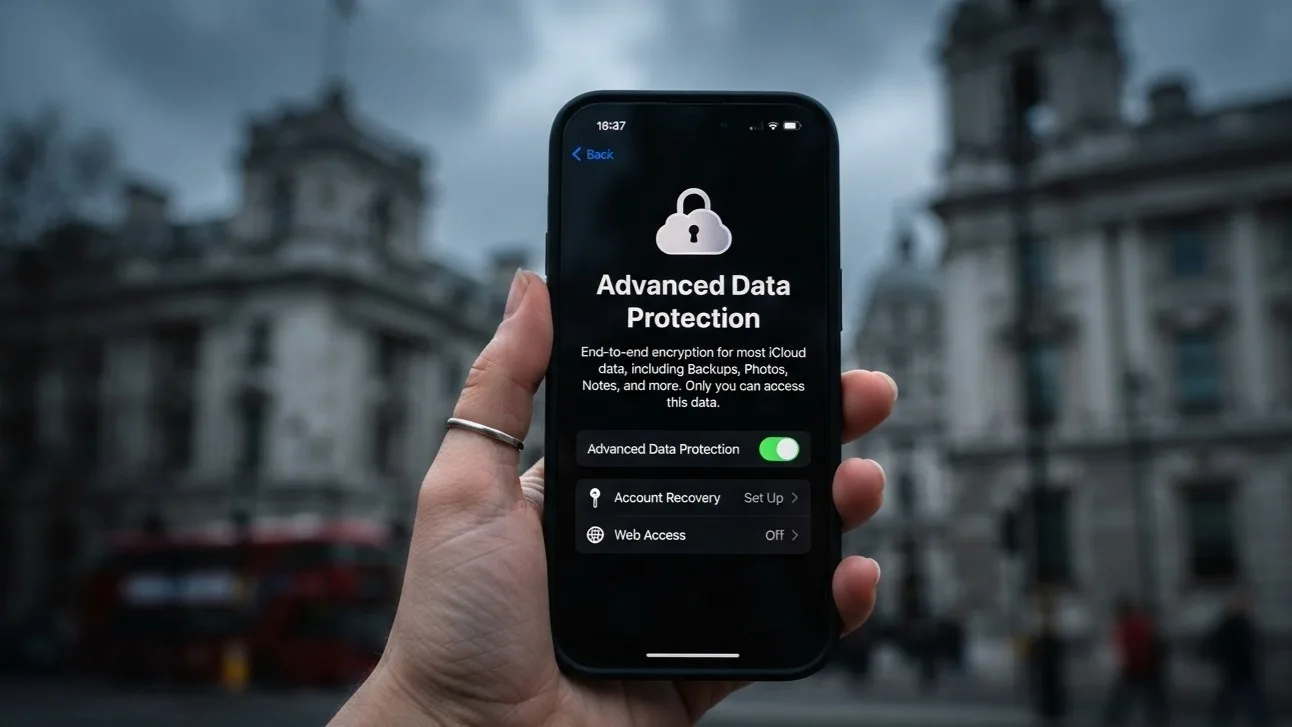 16:37
Back
Advanced Data
Protection
End-to-end encryption for most iCloud
data, including Backups, Photos,
Notes, and more. Only you can access
this data.
Advanced Data Protection
Account Recovery Set Up
Web Access Off